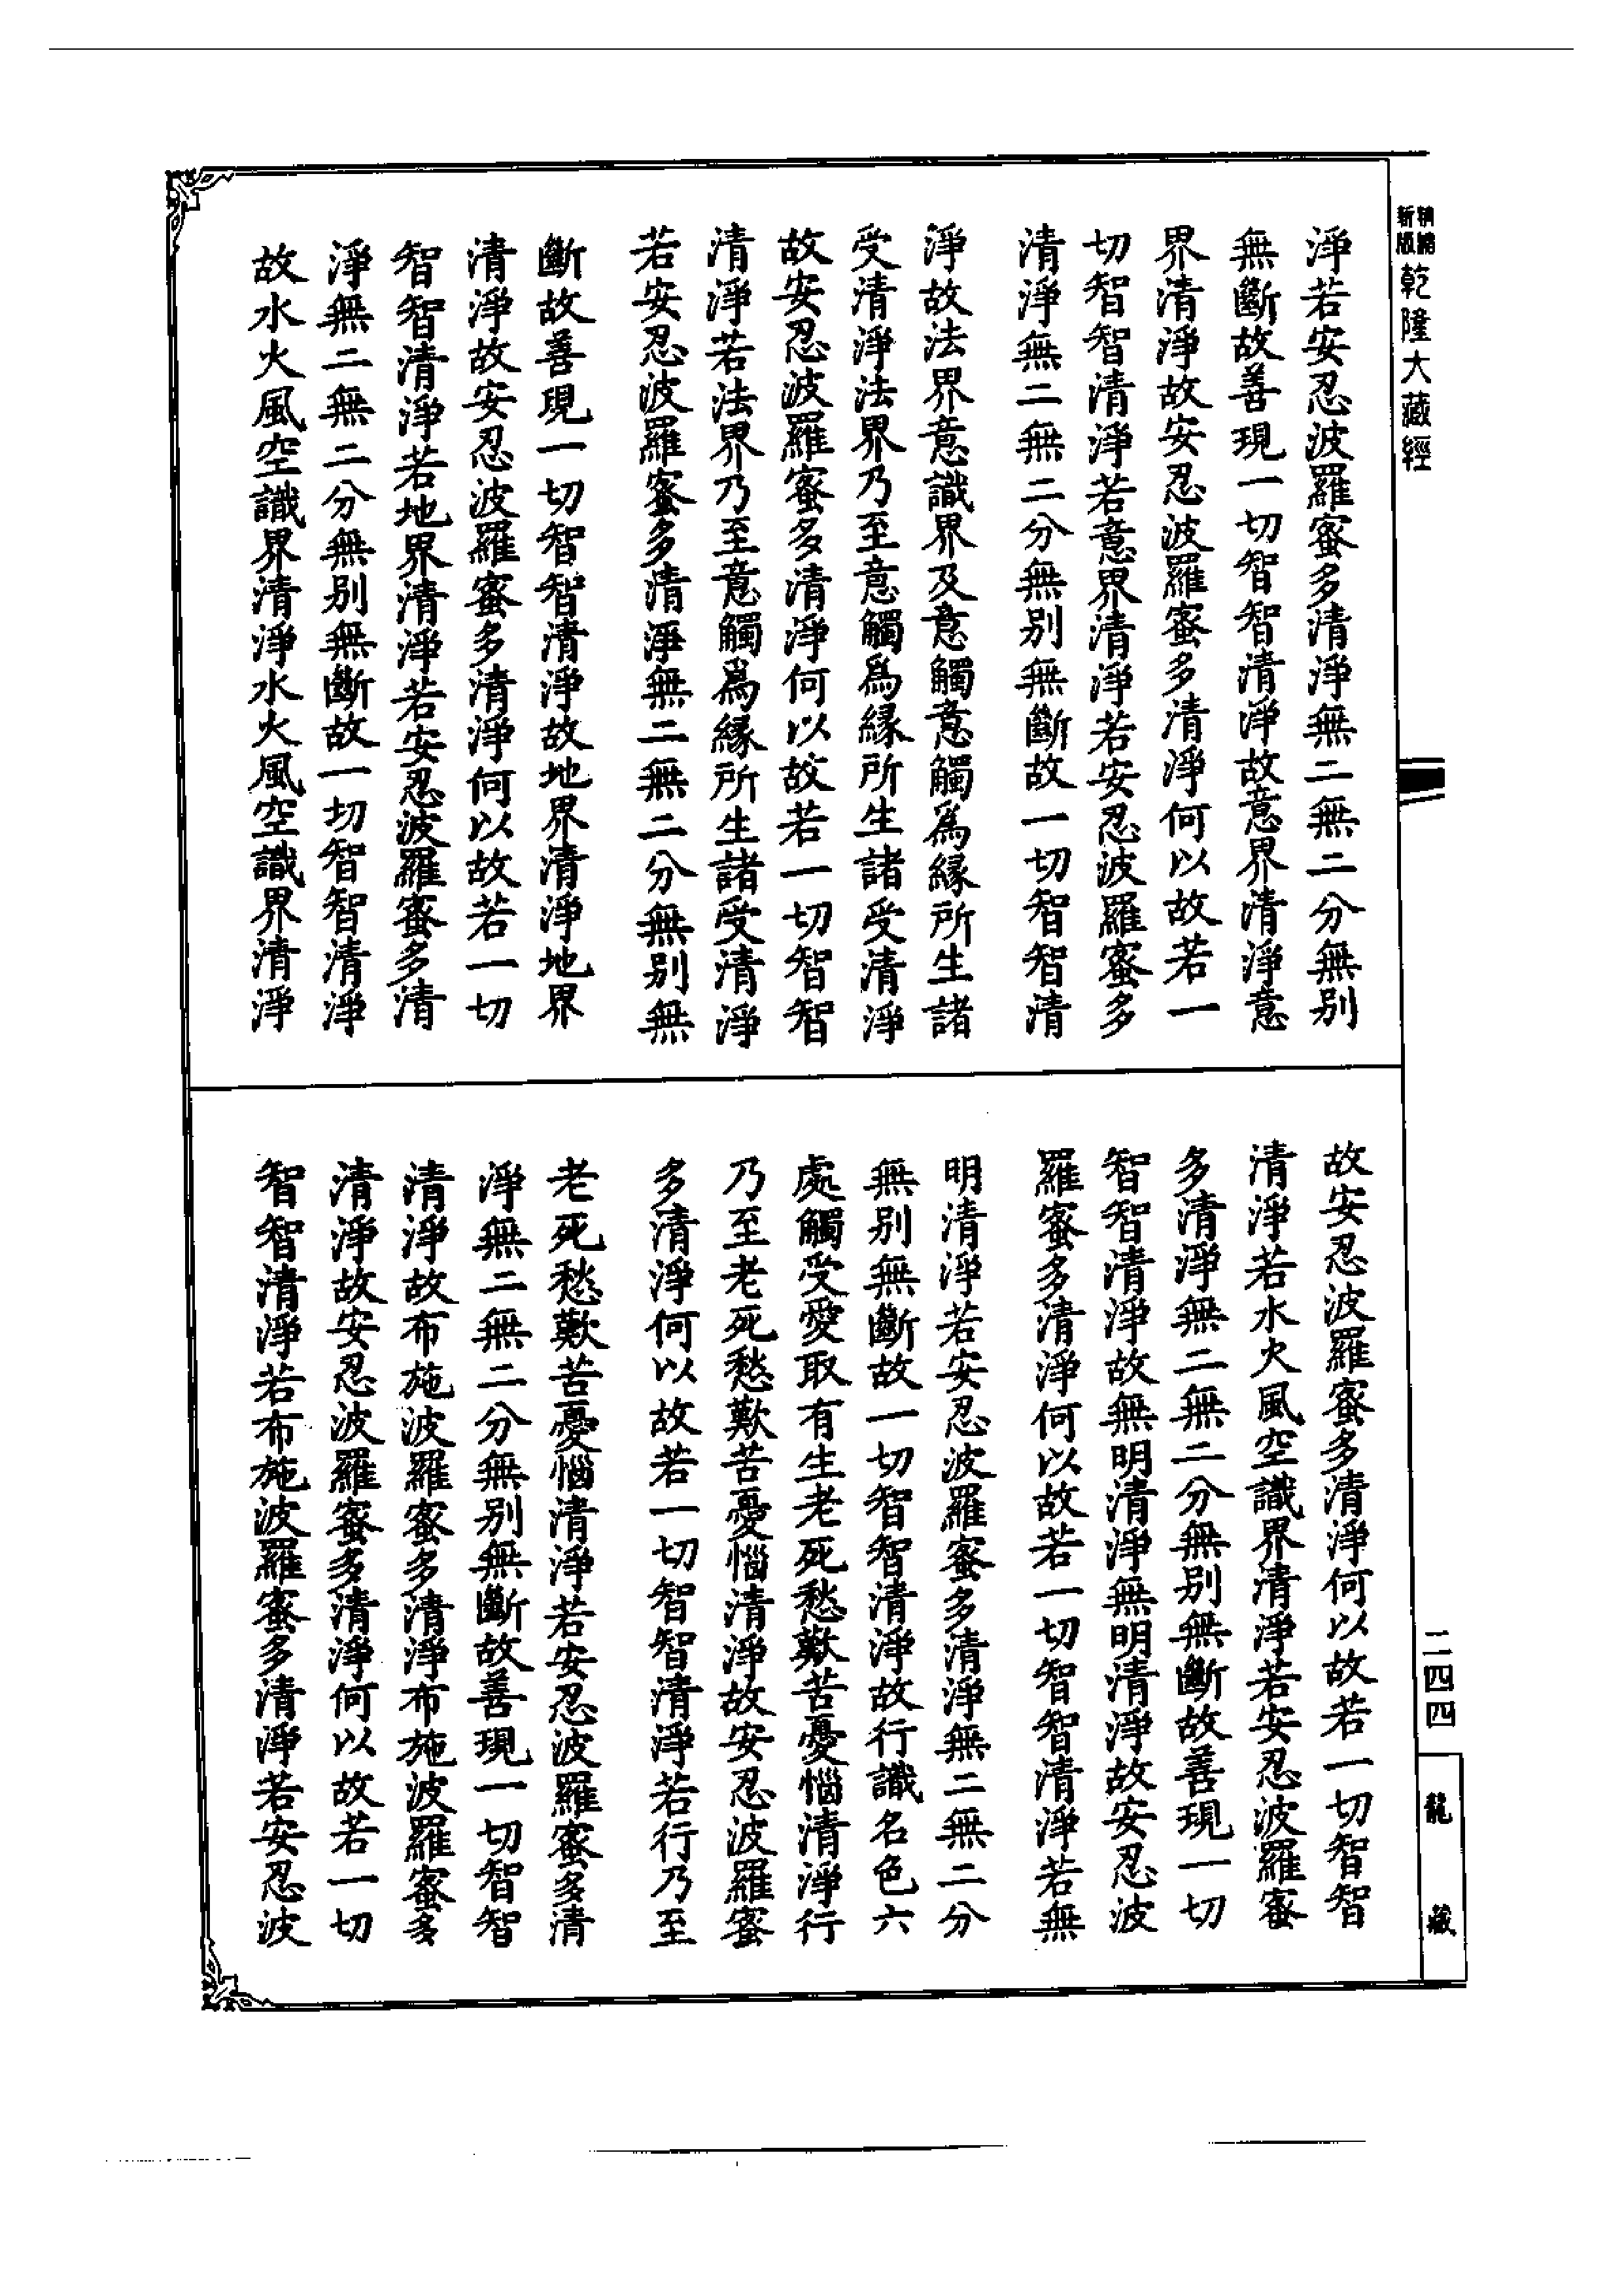 新版
精縮
乾隆大藏經
淨若安忍波羅蜜多清淨無二無二分無別
無斷故善現一切智智清淨故意界清淨意
界清淨故安忍波羅蜜多清淨何以故若一
切智智清淨若意界清淨若安忍波羅蜜多
清淨無二無二分無別無斷故一切智智清
淨故法界意識界及意觸意觸爲緣所生諸
受清淨法界乃至意觸爲緣所生諸受清淨
故安忍波羅蜜多清淨何以故若一切智智
清淨若法界乃至意觸爲緣所生諸受清淨
若安忍波羅蜜多清淨無二無二分無別無
斷故善現一切智智清淨故地界清淨地界
清淨故安忍波羅蜜多清淨何以故若一切
智智清淨若地界清淨若安忍波羅蜜多清
淨無二無二分無別無斷故一切智智清淨
故水火風空識界清淨水火風空識界清淨
故安忍波羅蜜多清淨何以故若一切智智
清淨若水火風空識界清淨若安忍波羅蜜
多清淨無二無二分無別無斷故善現一切
智智清淨故無明清淨無明清淨故安忍波
羅蜜多清淨何以故若一切智智清淨若無
明清淨若安忍波羅蜜多清淨無二無二分
無別無斷故一切智智清淨故行識名色六
處觸受愛取有生老死愁歎苦憂惱清淨行
乃至老死愁歎苦憂惱清淨故安忍波羅蜜
多清淨何以故若一切智智清淨若行乃至
老死愁歎苦憂惱清淨若安忍波羅蜜多清
淨無二無二分無別無斷故善現一切智智
清淨故布施波羅蜜多清淨布施波羅蜜多
清淨故安忍波羅蜜多清淨何以故若一切
智智清淨若布施波羅蜜多清淨若安忍波
二四四
龍藏